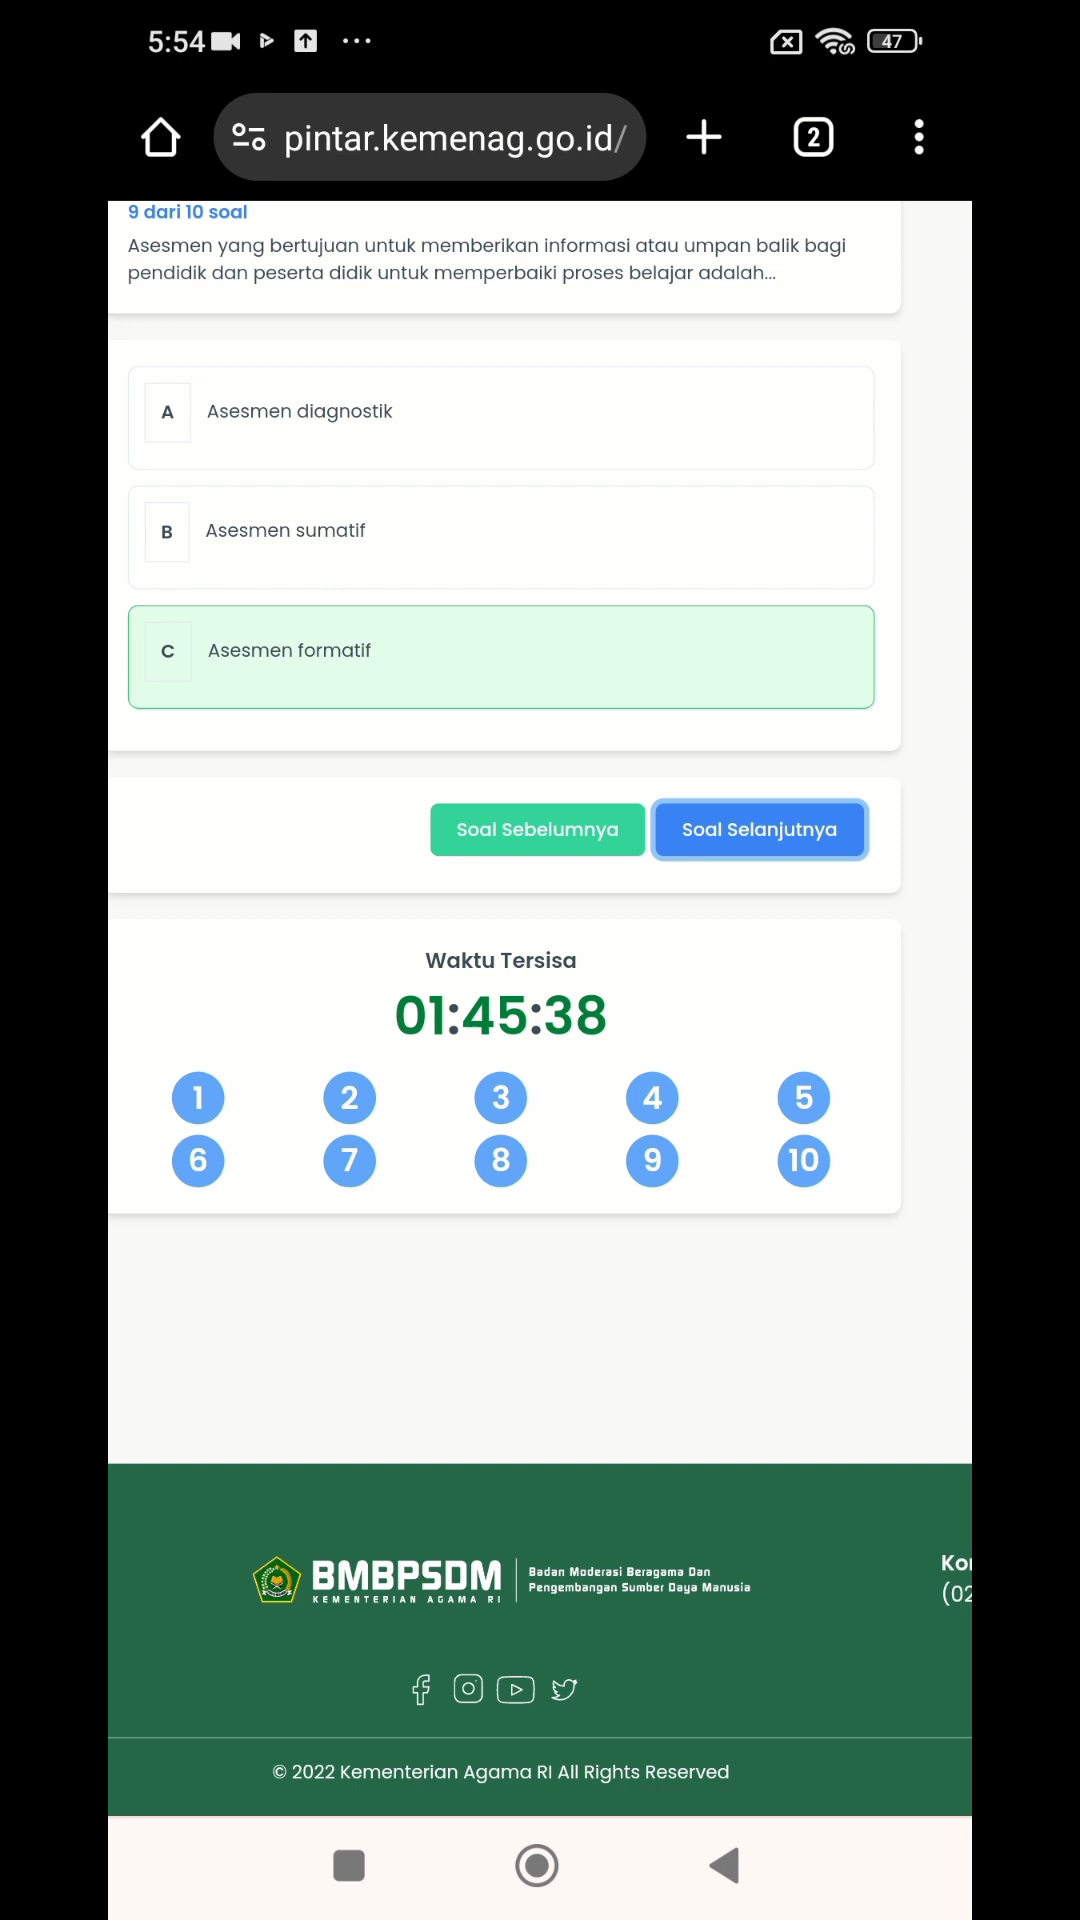 5:54
47
pintar.kemenag.go.id/
2
9 dari 10 soal
Asesmen yang bertujuan untuk memberikan informasi atau umpan balik bagi
pendidik dan peserta didik untuk memperbaiki proses belajar adalah...
A Asesmen diagnostik
B Asesmen sumatif
C Asesmen formatif
Soal Sebelumnya Soal Selanjutnya
Waktu Tersisa
01:45:38
1 2 3 4 5
6 7 8 9 10
BMBPSDM
KEMENTERIAN AGAMA RI
Badan Moderasi Beragama Dan
Pengembangan Sumber Daya Manusia
Kon
(02
© 2022 Kementerian Agama RI All Rights Reserved